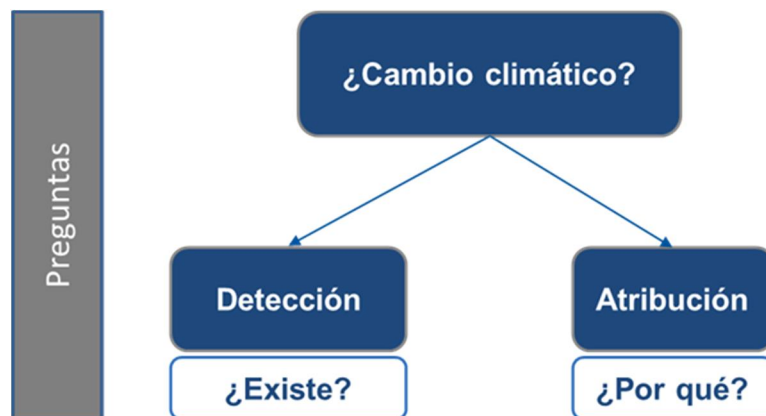 Preguntas
¿Cambio climático?
Detección
Atribución
¿Existe?
¿Por qué?